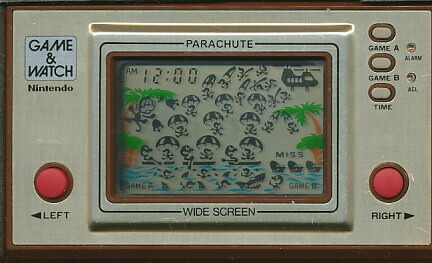 GAME
&
WATCH
Nintendo
PARACHUTE
AM 12:00
MISS
GAME A
GAME B
WIDE SCREEN
GAME A
ALARM
GAME B
ACL
TIME
◄LEFT
RIGHT►